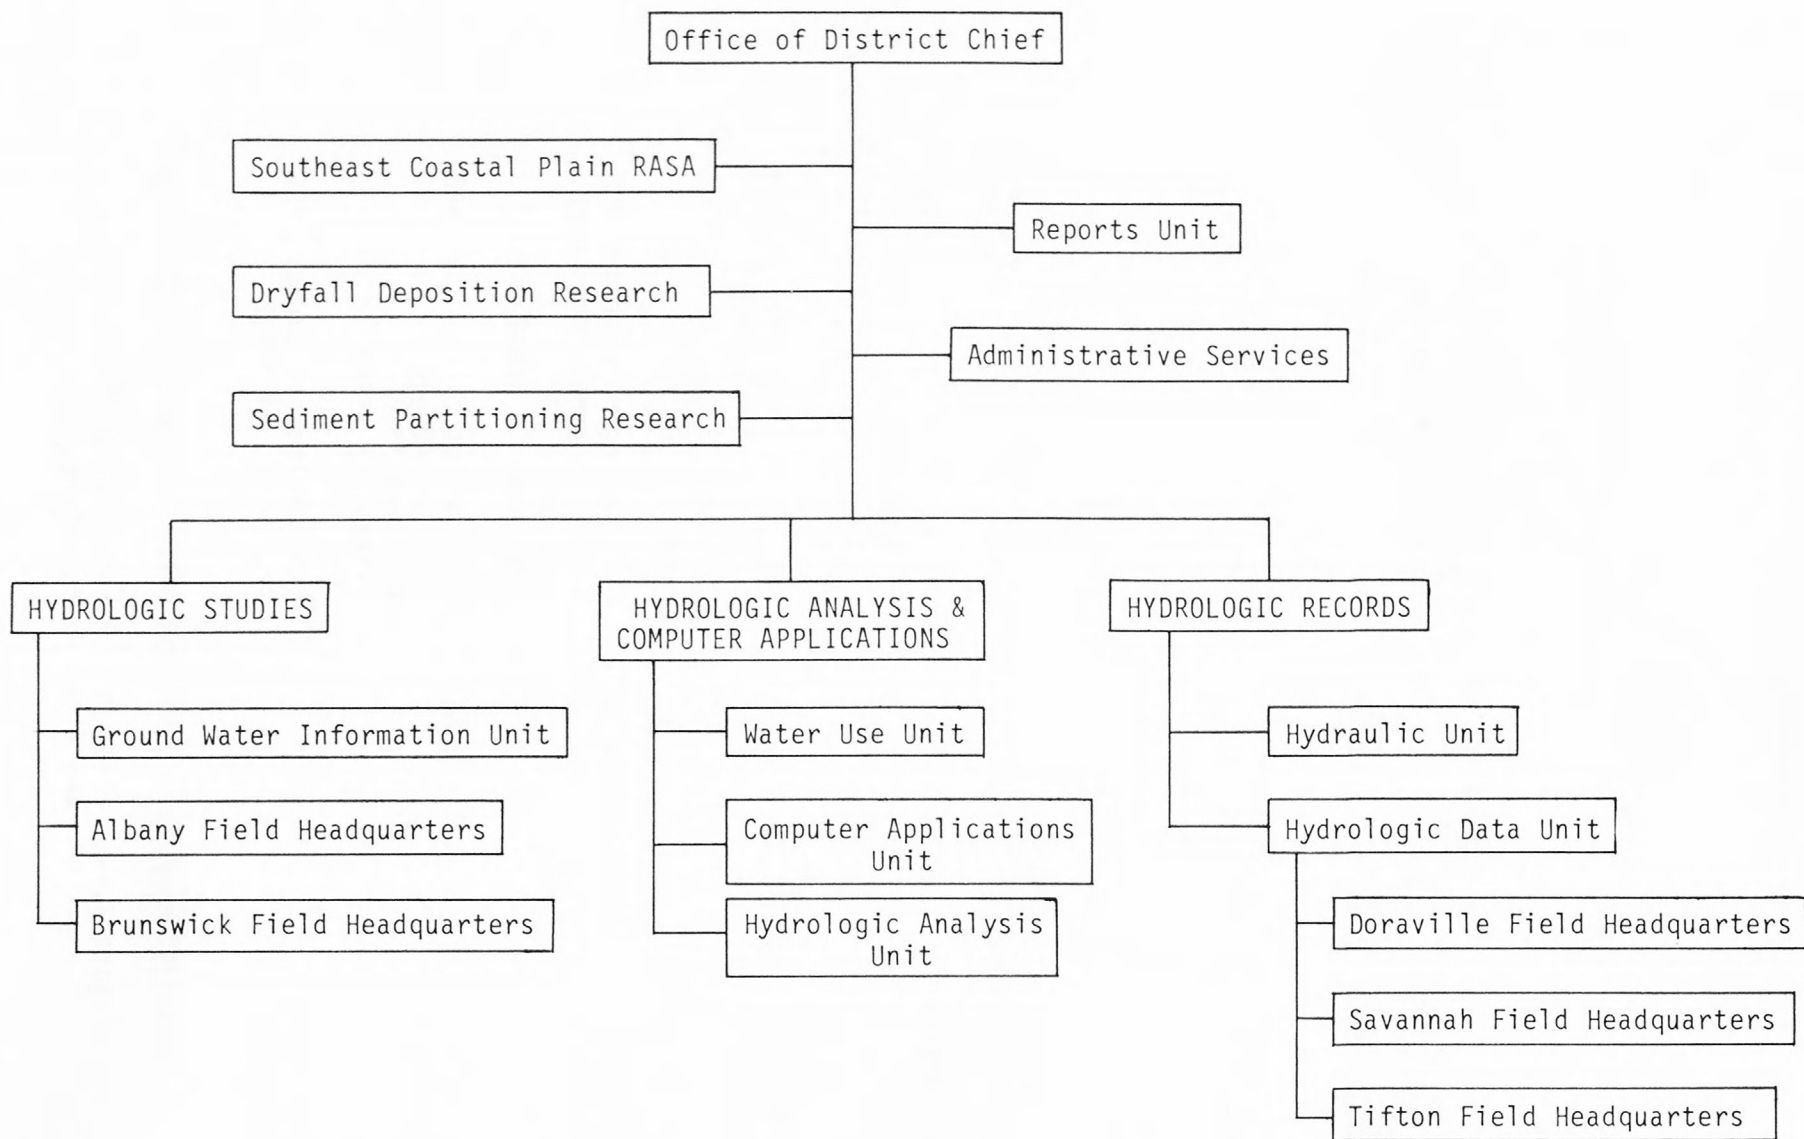 Office of District Chief
Southeast Coastal Plain RASA
Reports Unit
Dryfall Deposition Research
Administrative Services
Sediment Partitioning Research
HYDROLOGIC STUDIES
HYDROLOGIC ANALYSIS &
COMPUTER APPLICATIONS
HYDROLOGIC RECORDS
Ground Water Information Unit
Albany Field Headquarters
Brunswick Field Headquarters
Water Use Unit
Computer Applications
Unit
Hydrologic Analysis
Unit
Hydraulic Unit
Hydrologic Data Unit
Doraville Field Headquarters
Savannah Field Headquarters
Tifton Field Headquarters